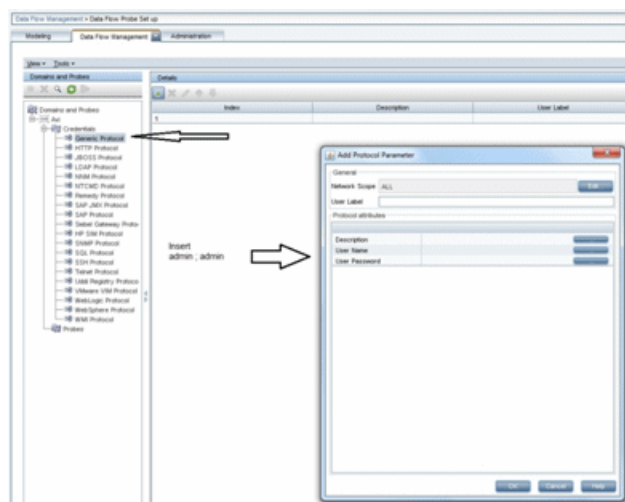 Data Flow Management > Data Flow Probe Set up
Modeling
Data Flow Management
Administration
View
Tools
Domains and Probes
Details
Index
Description
User Label
1
Domains and Probes
Credentials
Generic Protocol
HTTP Protocol
JBOSS Protocol
LDAP Protocol
NNM Protocol
NTCMD Protocol
Remedy Protocol
SAP JMX Protocol
SAP Protocol
Siebel Gateway Proto
HP SIM Protocol
SNMP Protocol
SQL Protocol
SSH Protocol
Telnet Protocol
Uddi Registry Protoco
VMware VIM Protocol
WebLogic Protocol
WebSphere Protocol
WMI Protocol
Probes
Insert
admin ; admin
Add Protocol Parameter
General
Network Scope ALL
Edit
User Label
Protocol attributes
Description
User Name
User Password
OK
Cancel
Help